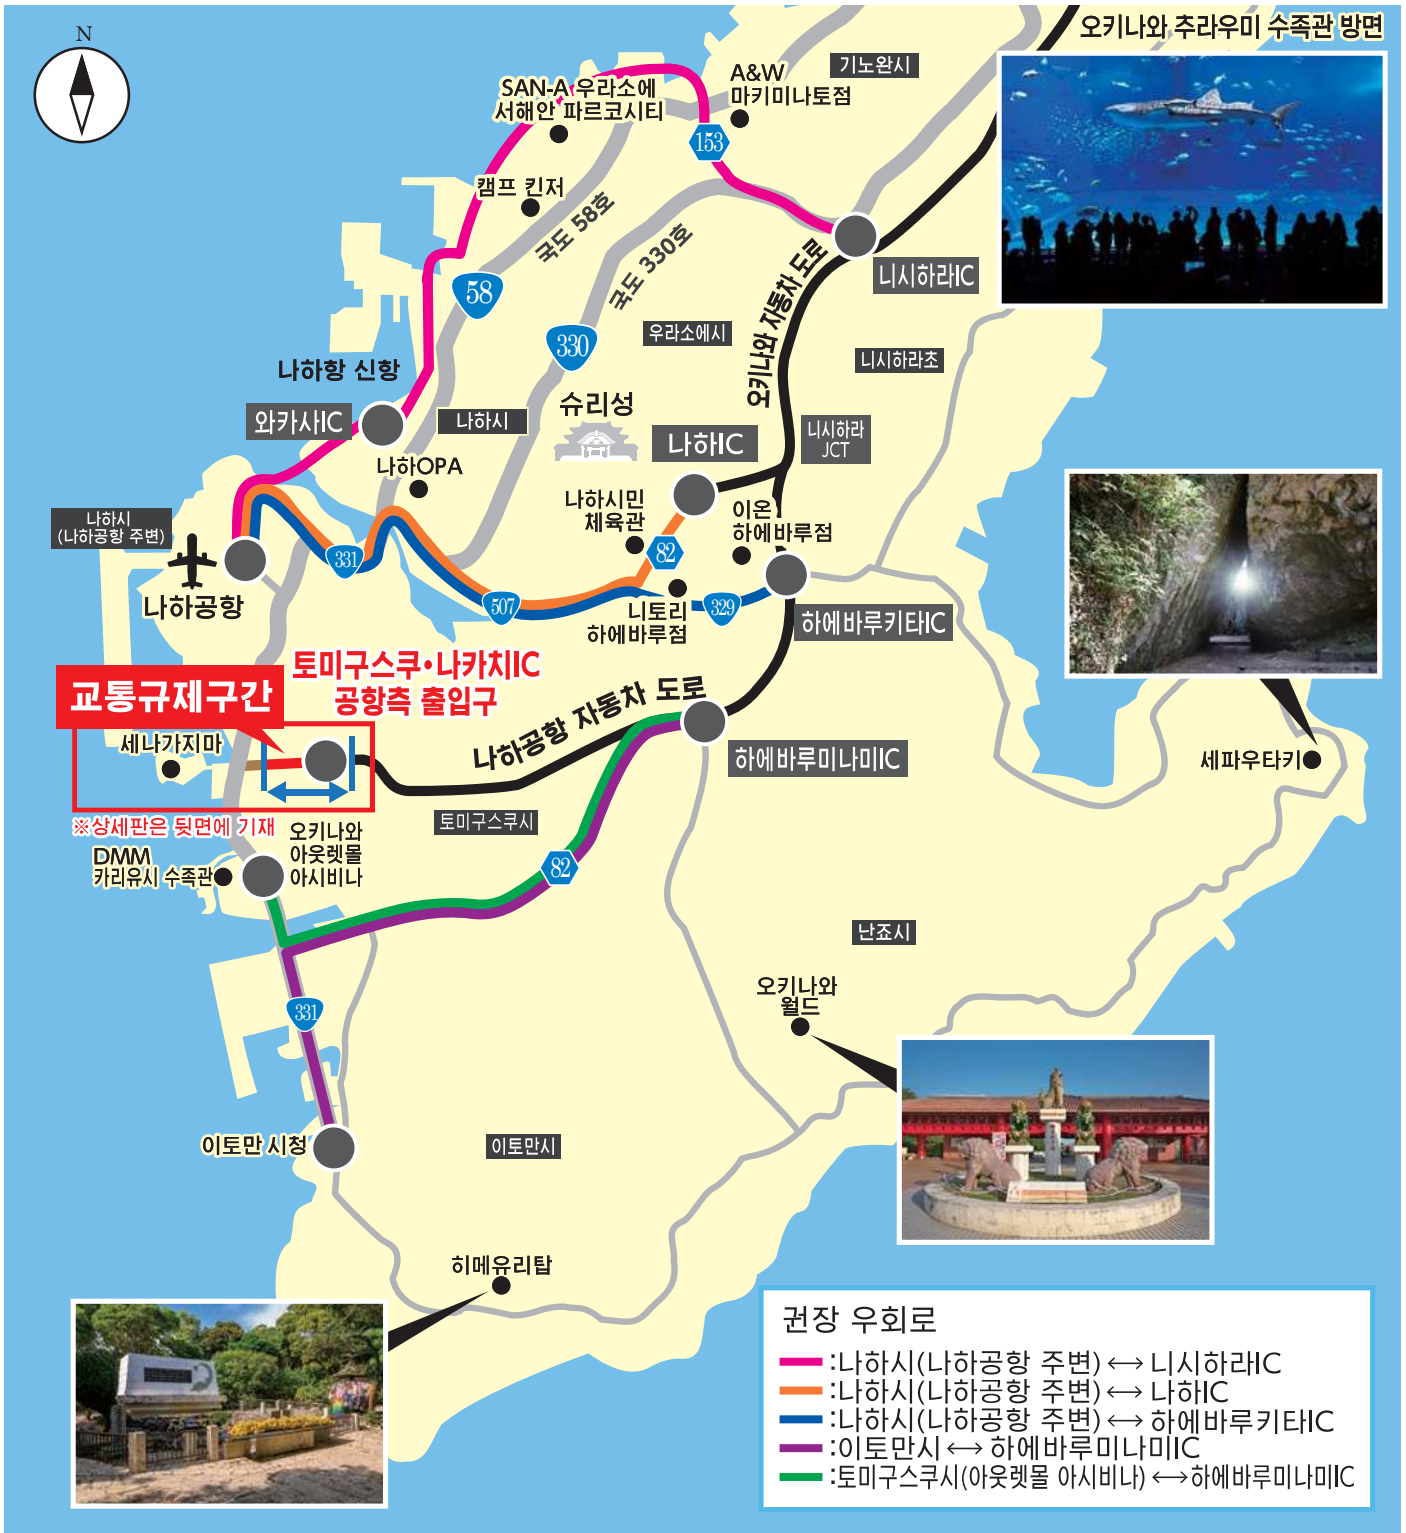 N
오키나와 추라우미 수족관 방면
SAN-A 우라소에
서해안 파르코시티
A&W
마키미나토점
기노완시
153
캠프 킨저
국도 58호
국도 330호
58
330
니시하라IC
오키나와 자동차 도로
우라소에시
니시하라초
나하항 신항
와카사IC
나하시
슈리성
나하IC
니시하라
JCT
나하OPA
나하시
(나하공항 주변)
나하시민
체육관
이온
하에바루점
331
82
나하공항
507
니토리
하에바루점
329
하에바루키타IC
토미구스쿠•나카치IC
공항측 출입구
교통규제구간
나하공항 자동차 도로
세나가지마
하에바루미나미IC
세파우타키
※상세판은 뒷면에 기재
토미구스쿠시
오키나와
아웃렛몰
아시비나
DMM
카리유시 수족관
82
난죠시
오키나와
월드
331
이토만 시청
이토만시
히메유리탑
권장 우회로
:나하시(나하공항 주변)↔니시하라IC
:나하시(나하공항 주변)↔나하IC
:나하시(나하공항 주변)↔하에바루키타IC
:이토만시↔하에바루미나미IC
:토미구스쿠시(아웃렛몰 아시비나)↔하에바루미나미IC